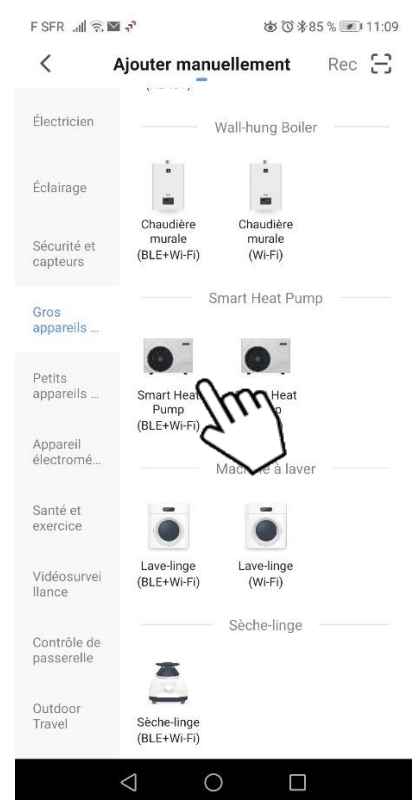 F SFR
85 % 11:09
Ajouter manuellement Rec
Électricien
Éclairage
Sécurité et
capteurs
Gros
appareils ...
Petits
appareils ...
Appareil
électromé...
Santé et
exercice
Vidéosurvei
llance
Contrôle de
passerelle
Outdoor
Travel
Wall-hung Boiler
Chaudière
murale
(BLE+Wi-Fi)
Chaudière
murale
(Wi-Fi)
Smart Heat Pump
Smart Heat
Pump
(BLE+Wi-Fi)
Heat
à laver
Lave-linge
(BLE+Wi-Fi)
Lave-linge
(Wi-Fi)
Sèche-linge
Sèche-linge
(BLE+Wi-Fi)